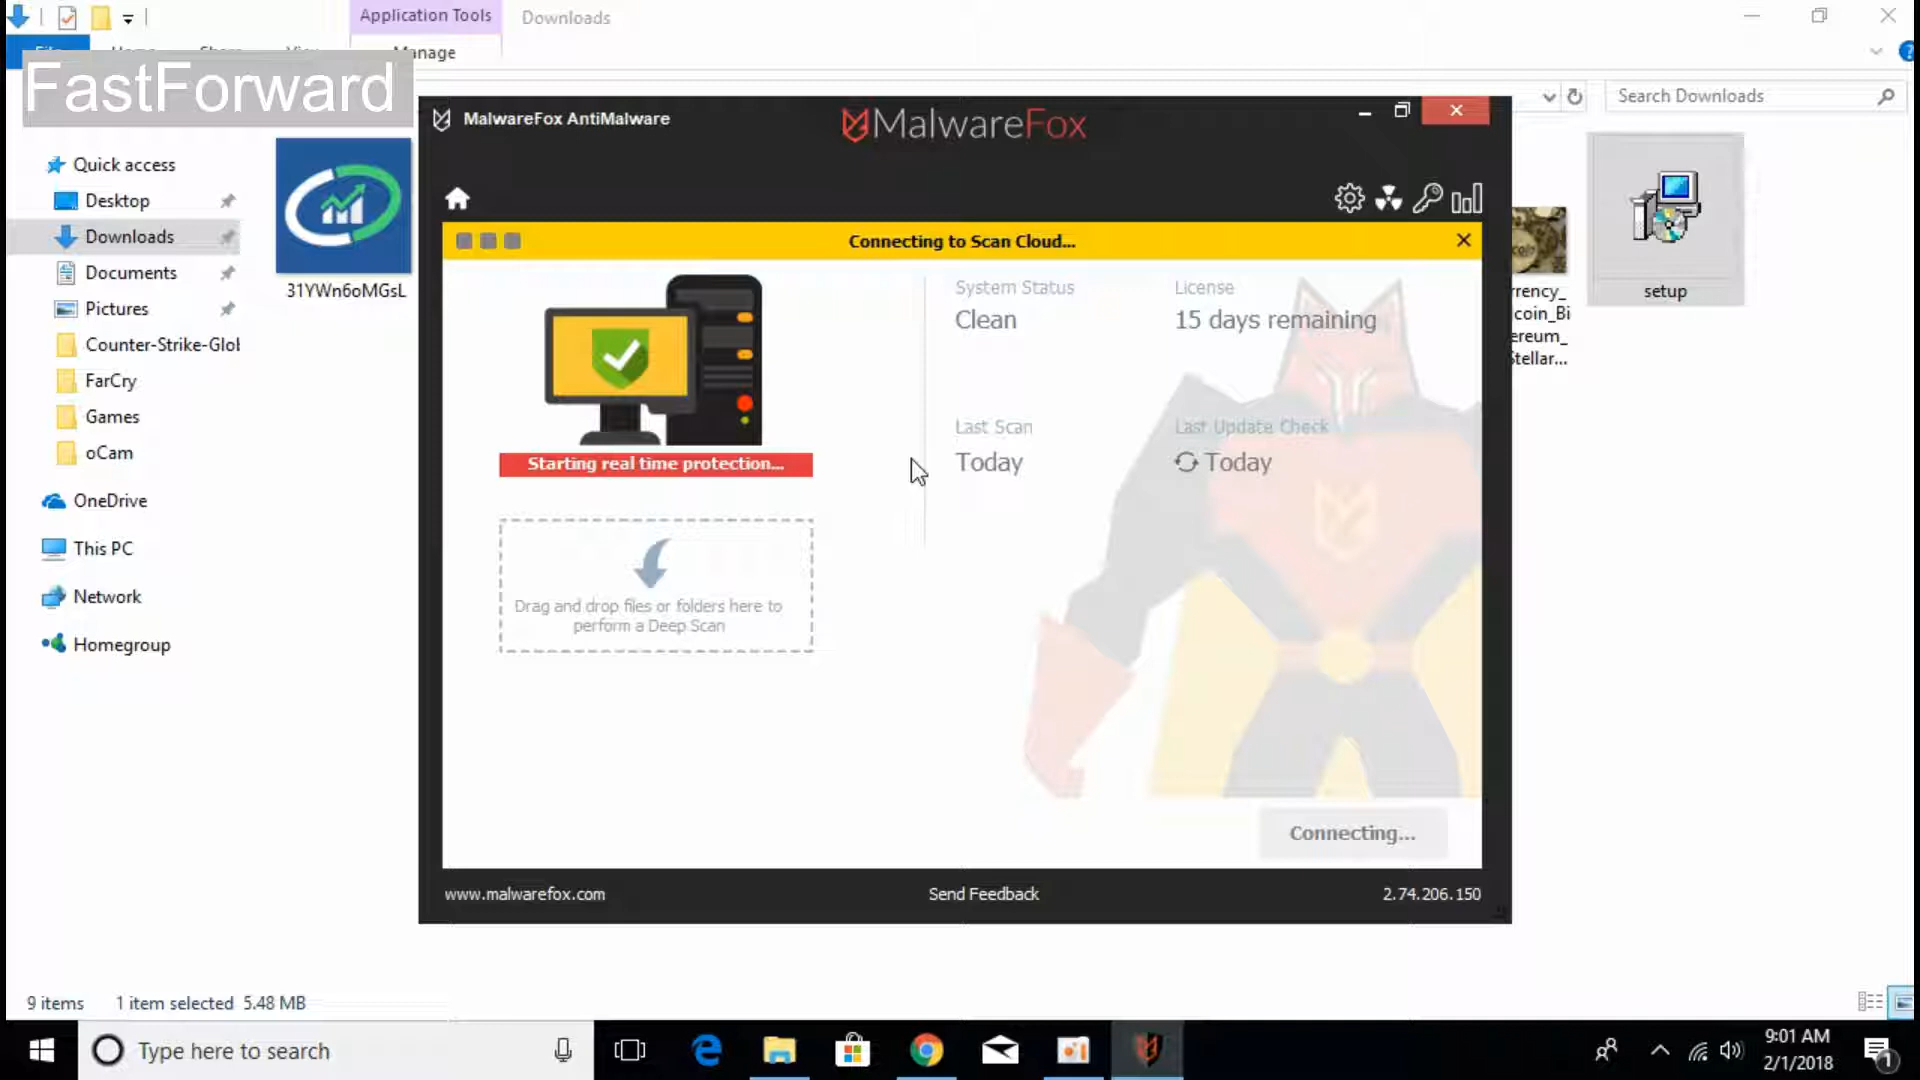 Application Tools
Downloads
Manage
FastForward
Search Downloads
MalwareFox AntiMalware
MalwareFox
Quick access
Desktop
Downloads
Documents
Pictures
Counter-Strike-Glol
FarCry
Games
oCam
OneDrive
This PC
Network
Homegroup
31YWn6oMGsL
Connecting to Scan Cloud...
System Status
License
Clean
15 days remaining
Starting real time protection...
Last Scan
Last Update Check
Today
Today
Drag and drop files or folders here to
perform a Deep Scan
Connecting...
www.malwarefox.com
Send Feedback
2.74.206.150
rrency_
coin_Bi
ereum_
Stellar...
setup
9 items
1 item selected 5.48 MB
Type here to search
9:01 AM
2/1/2018
1